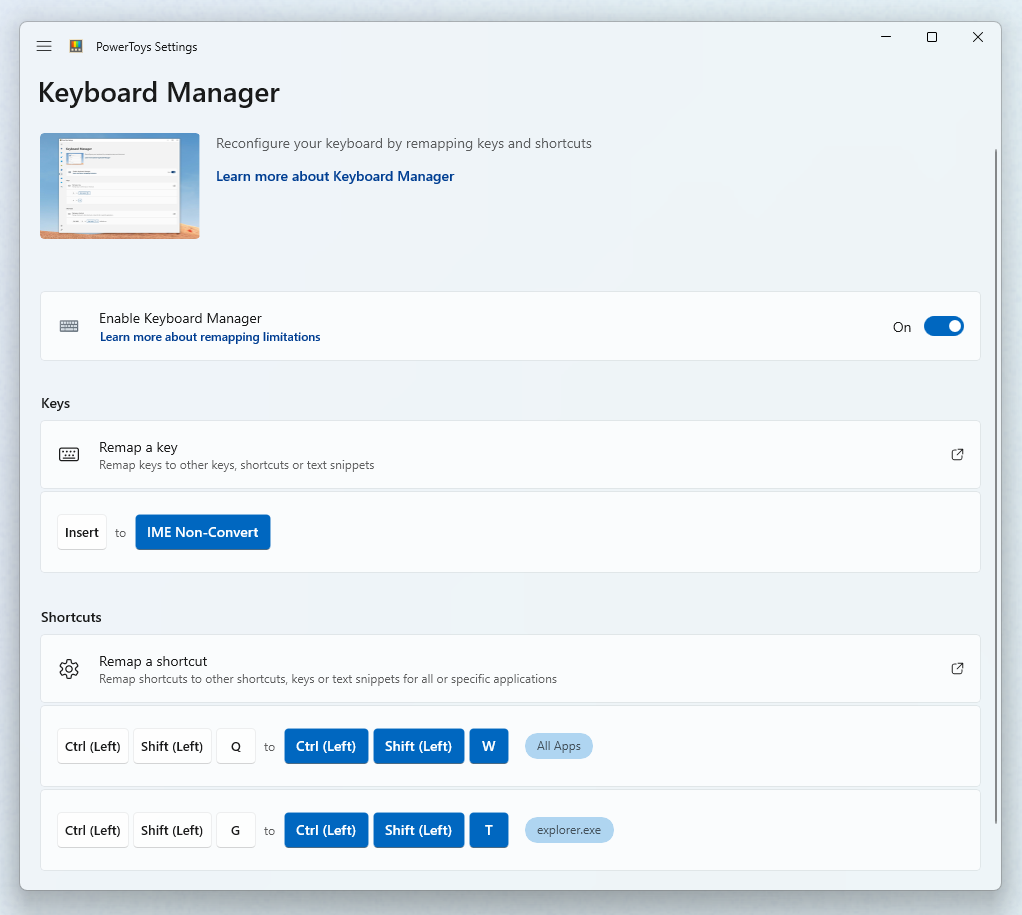 PowerToys Settings
Keyboard Manager
Reconfigure your keyboard by remapping keys and shortcuts
Learn more about Keyboard Manager
Enable Keyboard Manager
Learn more about remapping limitations
On
Keys
Remap a key
Remap keys to other keys, shortcuts or text snippets
Insert to IME Non-Convert
Shortcuts
Remap a shortcut
Remap shortcuts to other shortcuts, keys or text snippets for all or specific applications
Ctrl (Left) Shift (Left) Q to Ctrl (Left) Shift (Left) W All Apps
Ctrl (Left) Shift (Left) G to Ctrl (Left) Shift (Left) T explorer.exe